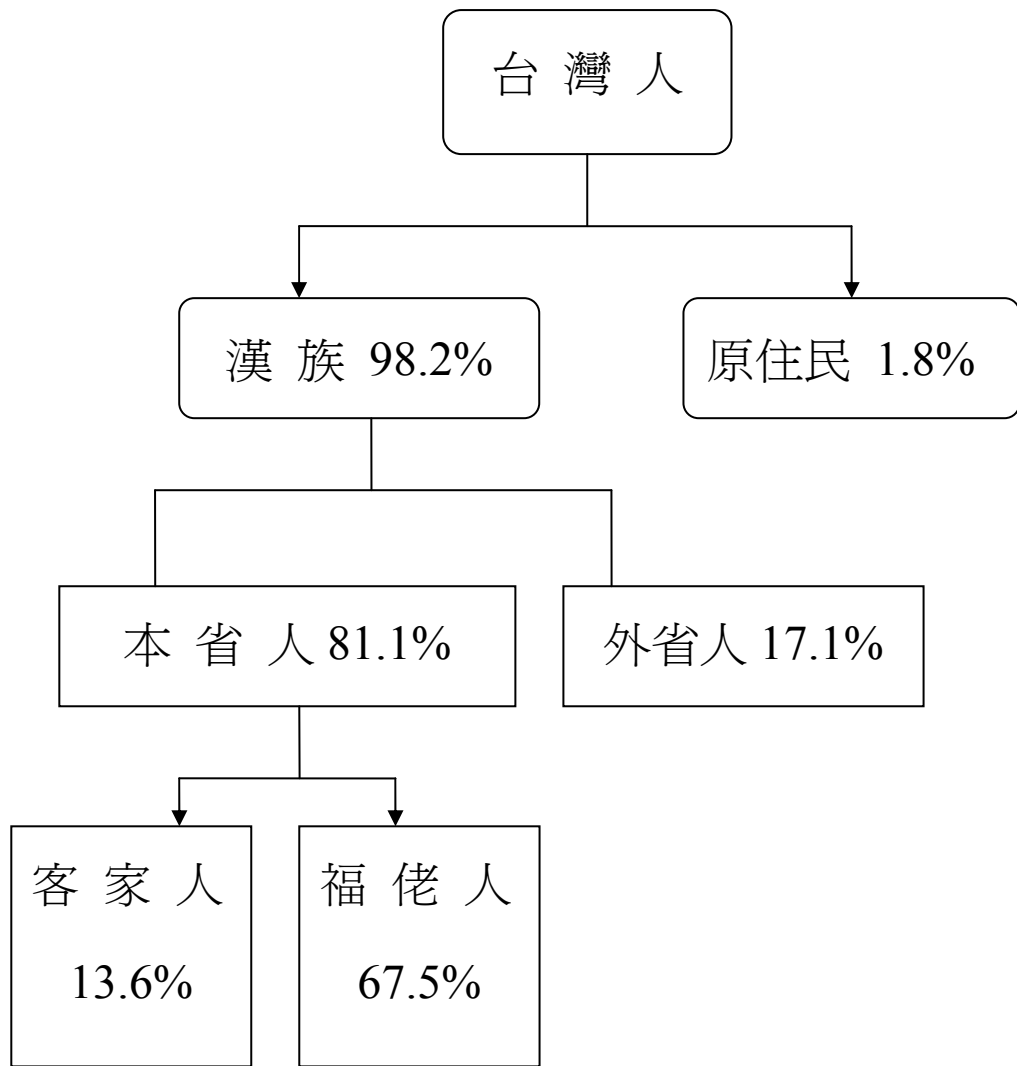 台灣人
漢族 98.2%
原住民 1.8%
本省人 81.1%
外省人 17.1%
客家人
13.6%
福佬人
67.5%